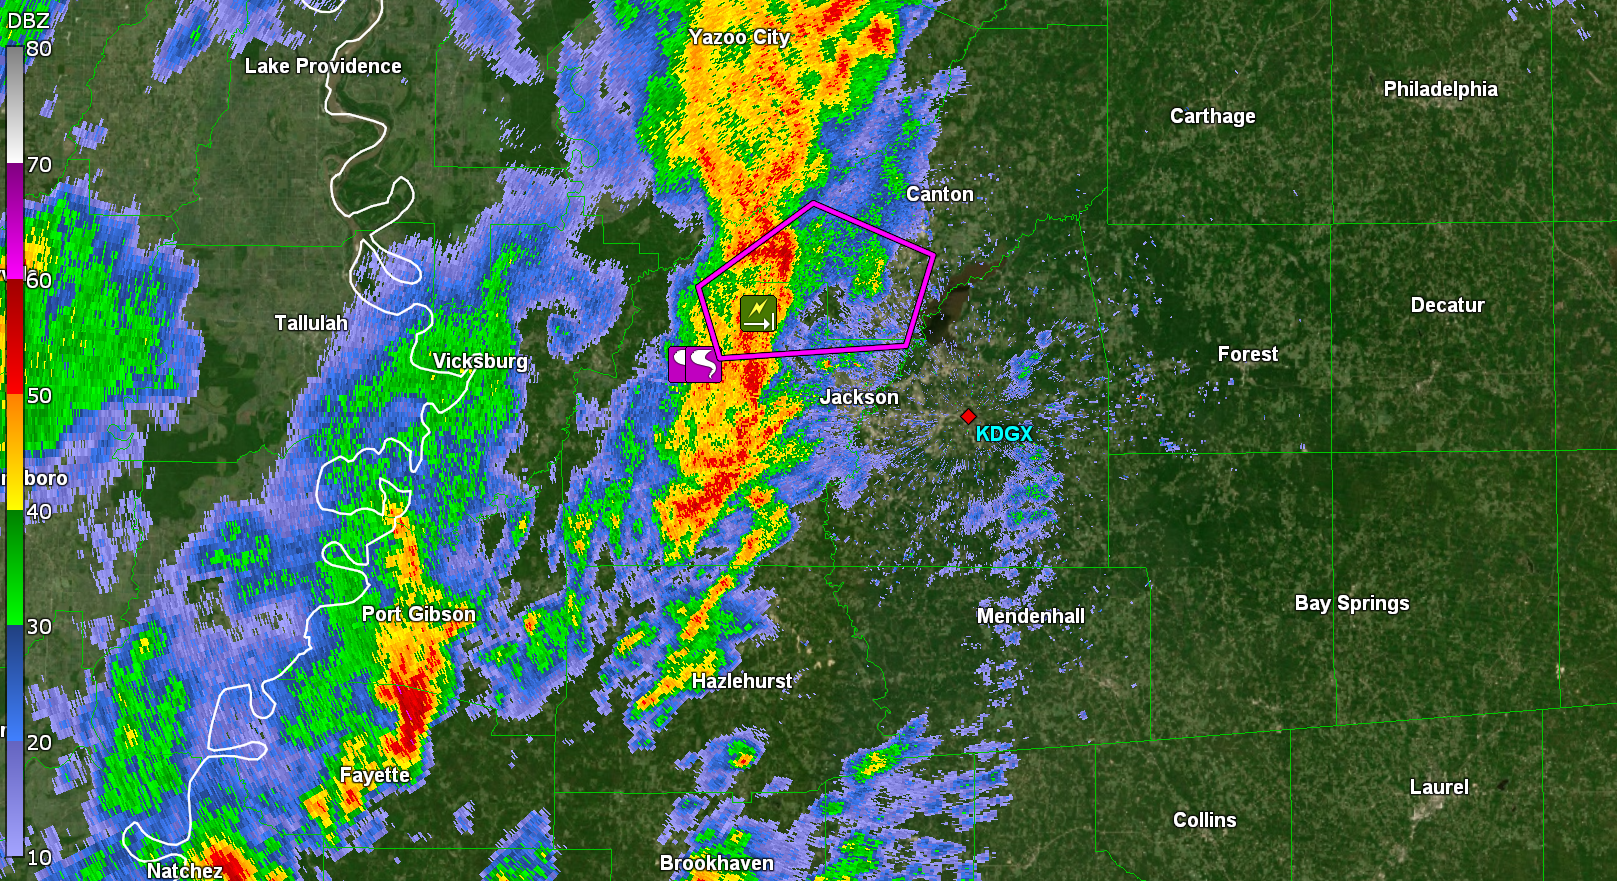 DBZ
80
70
60
50
40
30
20
10
Yazoo City
Lake Providence
Philadelphia
Carthage
Canton
Decatur
Tallulah
Forest
Vicksburg
Jackson
KDGX
boro
Bay Springs
Port Gibson
Mendenhall
Hazlehurst
Fayette
Laurel
Collins
Brookhaven
Natchez